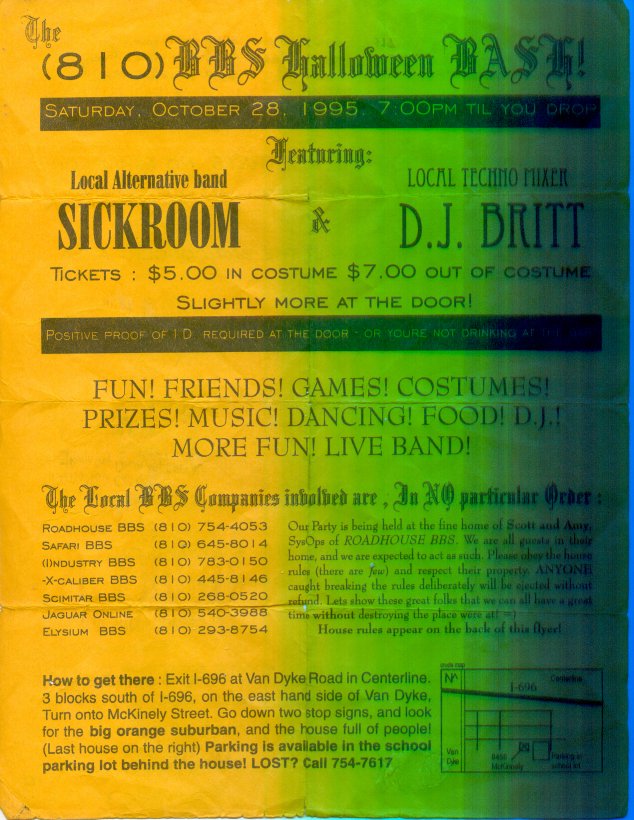 The
(810) BBS Halloween BASH!
SATURDAY, OCTOBER 28, 1995, 7:00PM TIL YOU DROP
Featuring:
Local Alternative band
LOCAL TECHNO MIXER
SICKROOM & D.J. BRITT
TICKETS : $5.00 IN COSTUME $7.00 OUT OF COSTUME
SLIGHTLY MORE AT THE DOOR!
POSITIVE PROOF OF I.D. REQUIRED AT THE DOOR - OR YOURE NOT DRINKING AT
FUN! FRIENDS! GAMES! COSTUMES!
PRIZES! MUSIC! DANCING! FOOD! D.J.!
MORE FUN! LIVE BAND!
The Local BBS Companies involved are , In NO particular Order :
ROADHOUSE BBS (810) 754-4053
SAFARI BBS (810) 645-8014
(I)NDUSTRY BBS (810) 783-0150
-X-CALIBER BBS (810) 445-8146
SCIMITAR BBS (810) 268-0520
JAGUAR ONLINE (810) 540-3988
ELYSIUM BBS (810) 293-8754
Our Party is being held at the fine home of Scott and Amy,
SysOps of ROADHOUSE BBS. We are all guests in their
home, and we are expected to act as such. Please obey the house
rules (there are few) and respect their property. ANYONE
caught breaking the rules deliberately will be ejected without
refund. Lets show these great folks that we can all have a great
time without destroying the place were at!
House rules appear on the back of this flyer!
How to get there : Exit I-696 at Van Dyke Road in Centerline.
3 blocks south of I-696, on the east hand side of Van Dyke,
Turn onto McKinely Street. Go down two stop signs, and look
for the big orange suburban, and the house full of people!
(Last house on the right) Parking is available in the school
parking lot behind the house! LOST? Call 754-7617
crude map
N^
I-696
Centerline
Van
Dyke
McKinely
Parking in
school lot